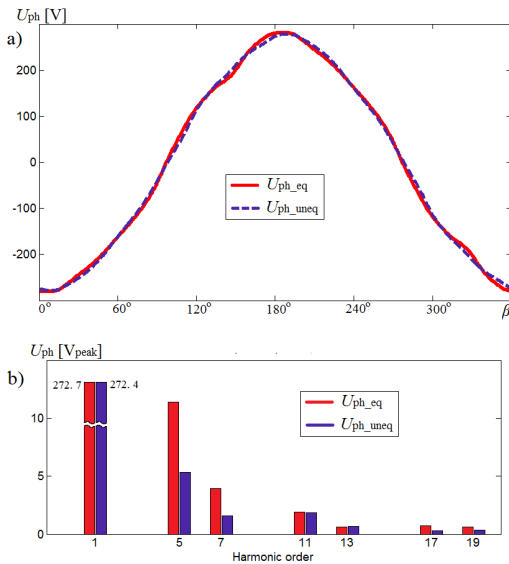 Uph [V]
a)
200
100
0
-100
-200
Uph_eq
Uph_uneq
0° 60° 120° 180° 240° 300° β
Uph [Vpeak]
b)
272.7 272.4
10
5
0
Uph_eq
Uph_uneq
1 5 7 11 13 17 19
Harmonic order